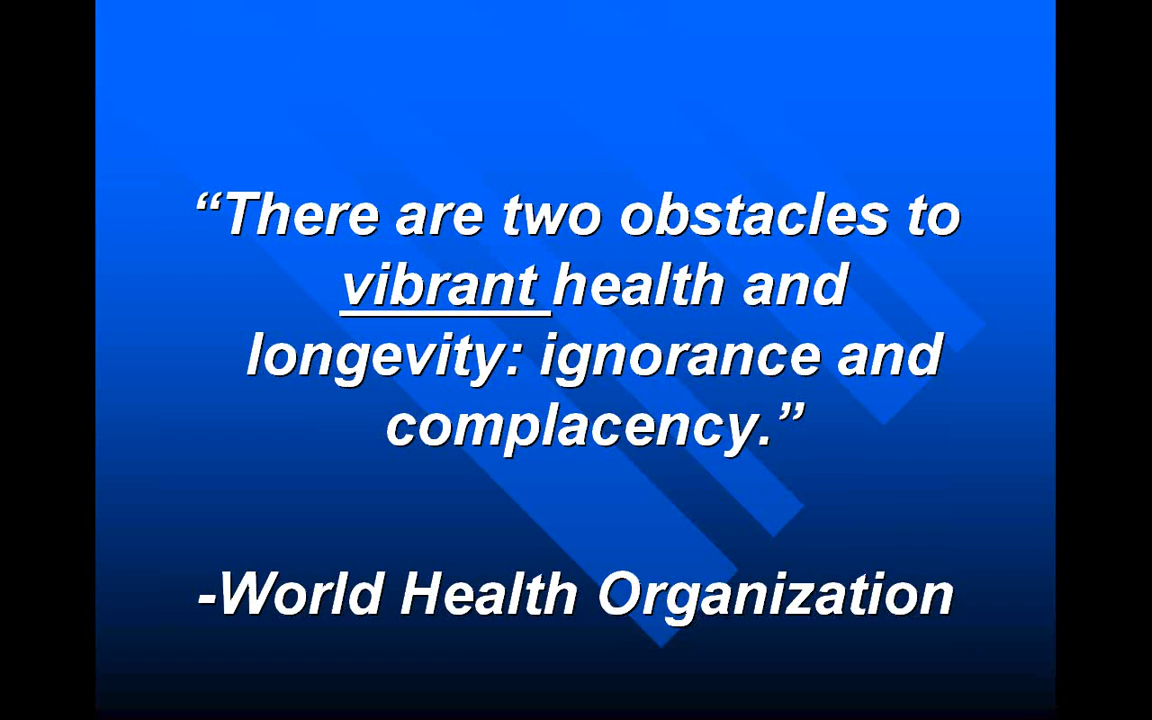 “There are two obstacles to
vibrant health and
longevity: ignorance and
complacency.”
-World Health Organization